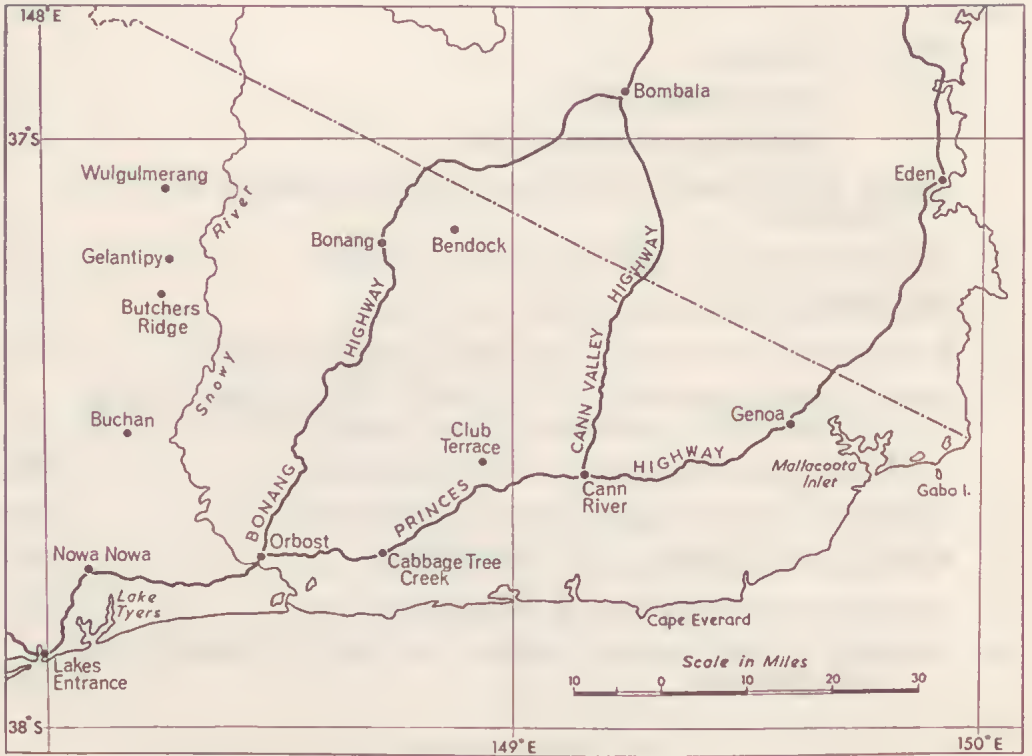 148°E
Bombala
37°S
Wulgulmerang
Eden
River
Bonang
Bendock
Gelantipy
HIGHWAY
Butchers
Ridge
HIGHWAY
Snowy
CANN VALLEY
Buchan
Genoa
Club
Terrace
Mallacoota
Inlet
HIGHWAY
BONANG
PRINCES
Cann
River
Gabo I.
Orbost
Nowa Nowa
Cabbage Tree
Creek
Lake
Tyers
Cape Everard
Lakes
Entrance
Scale in Miles
10 0 10 20 30
38°S
149°E
150°E